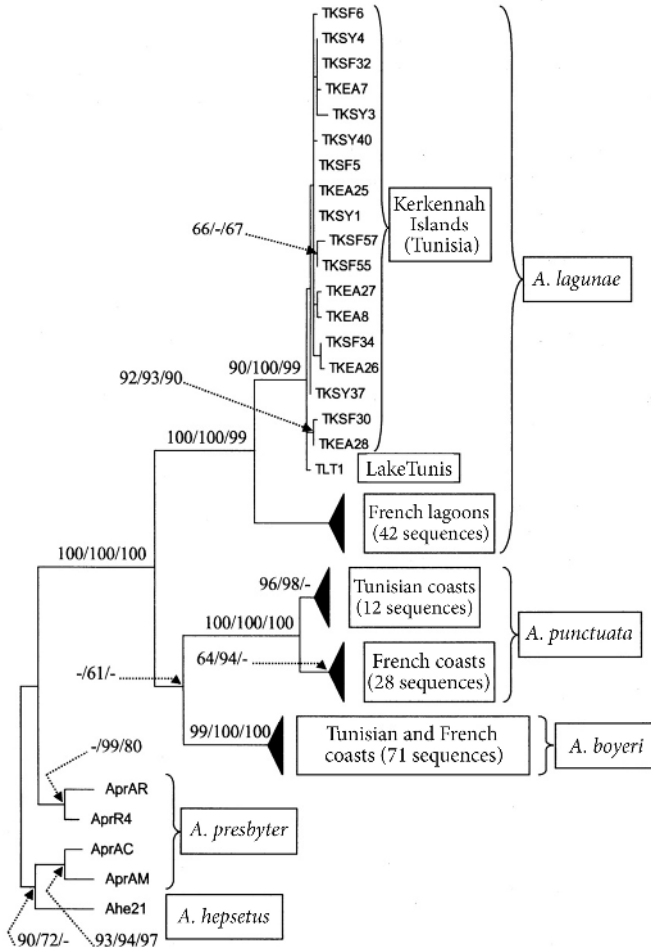 TKSF6
TKSY4
TKSF32
TKEA7
TKSY3
TKSY40
TKSF5
TKEA25
TKSY1
TKSF57
TKSF55
TKEA27
TKEA8
TKSF34
TKEA26
TKSY37
TKSF30
TKEA28
TLT1
Kerkennah
Islands
(Tunisia)
A. lagunae
66/-/67
90/100/99
92/93/90
100/100/99
LakeTunis
French lagoons
(42 sequences)
100/100/100
96/98/-
Tunisian coasts
(12 sequences)
100/100/100
A. punctuata
64/94/-
French coasts
(28 sequences)
-/61/-
99/100/100
Tunisian and French
coasts (71 sequences)
A. boyeri
-/99/80
AprAR
AprR4
AprAC
AprAM
A. presbyter
Ahe21
A. hepsetus
90/72/-
93/94/97